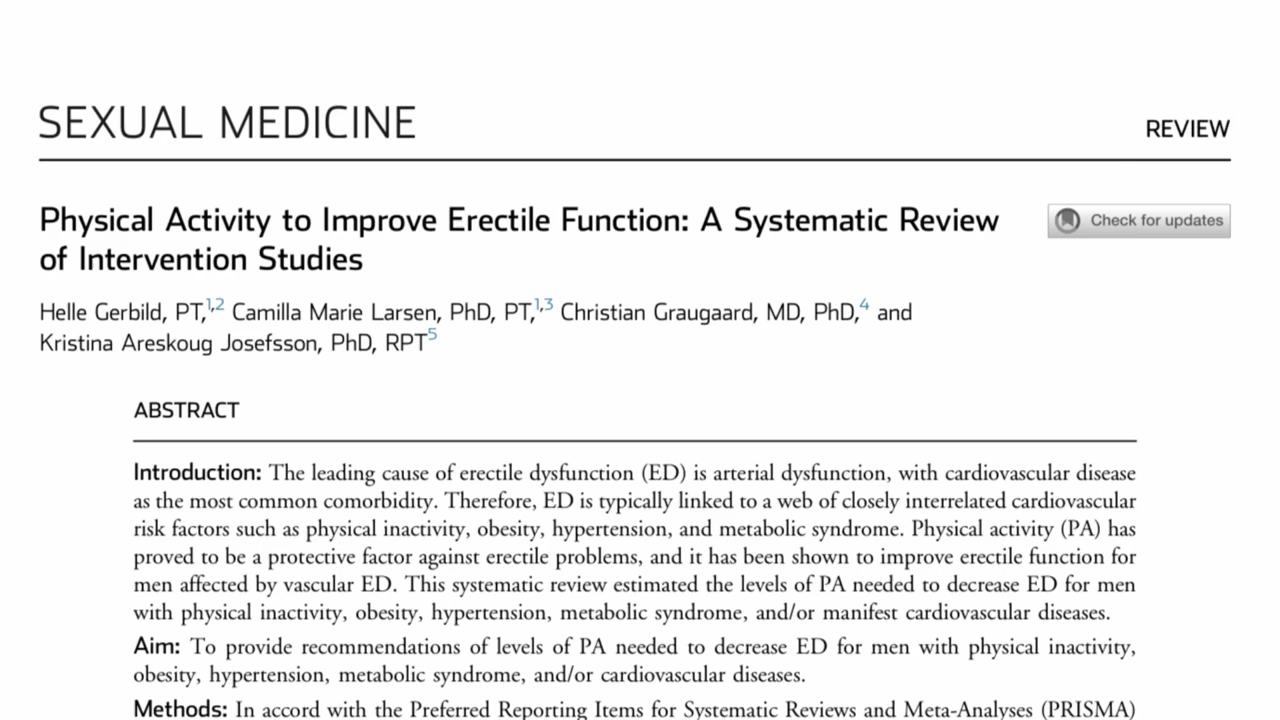 SEXUAL MEDICINE
REVIEW
Physical Activity to Improve Erectile Function: A Systematic Review
of Intervention Studies
Check for updates
Helle Gerbild, PT,1,2 Camilla Marie Larsen, PhD, PT,1,3 Christian Graugaard, MD, PhD,4 and
Kristina Areskoug Josefsson, PhD, RPT5
ABSTRACT
Introduction: The leading cause of erectile dysfunction (ED) is arterial dysfunction, with cardiovascular disease
as the most common comorbidity. Therefore, ED is typically linked to a web of closely interrelated cardiovascular
risk factors such as physical inactivity, obesity, hypertension, and metabolic syndrome. Physical activity (PA) has
proved to be a protective factor against erectile problems, and it has been shown to improve erectile function for
men affected by vascular ED. This systematic review estimated the levels of PA needed to decrease ED for men
with physical inactivity, obesity, hypertension, metabolic syndrome, and/or manifest cardiovascular diseases.
Aim: To provide recommendations of levels of PA needed to decrease ED for men with physical inactivity,
obesity, hypertension, metabolic syndrome, and/or cardiovascular diseases.
Methods: In accord with the Preferred Reporting Items for Systematic Reviews and Meta-Analyses (PRISMA)